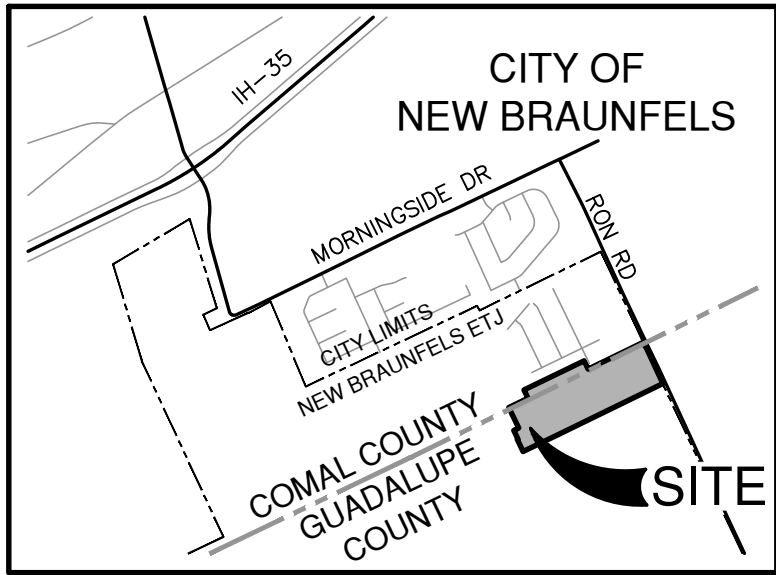 CITY OF
NEW BRAUNFELS
IH-35
MORNINGSIDE DR
RON RD
CITY LIMITS
NEW BRAUNFELS ETJ
COMAL COUNTY
GUADALUPE
COUNTY
SITE